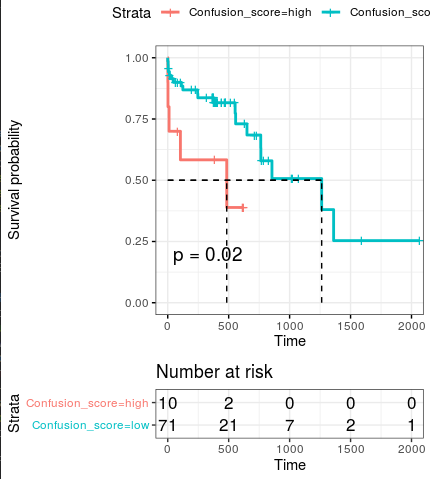 Strata Confusion_score=high Confusion_sco
1.00
0.75
0.50
0.25
0.00
Survival probability
p = 0.02
0 500 1000 1500 2000
Time
Number at risk
Strata
Confusion_score=high 10 2 0 0 0
Confusion_score=low 71 21 7 2 1
0 500 1000 1500 2000
Time